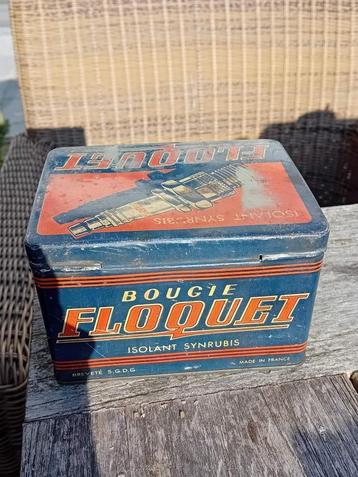 FLOQUET
ISOLANT SYNRUBIS
BOUGIE
FLOQUET
ISOLANT SYNRUBIS
BREVETÉ S.G.D.G.
MADE IN FRANCE